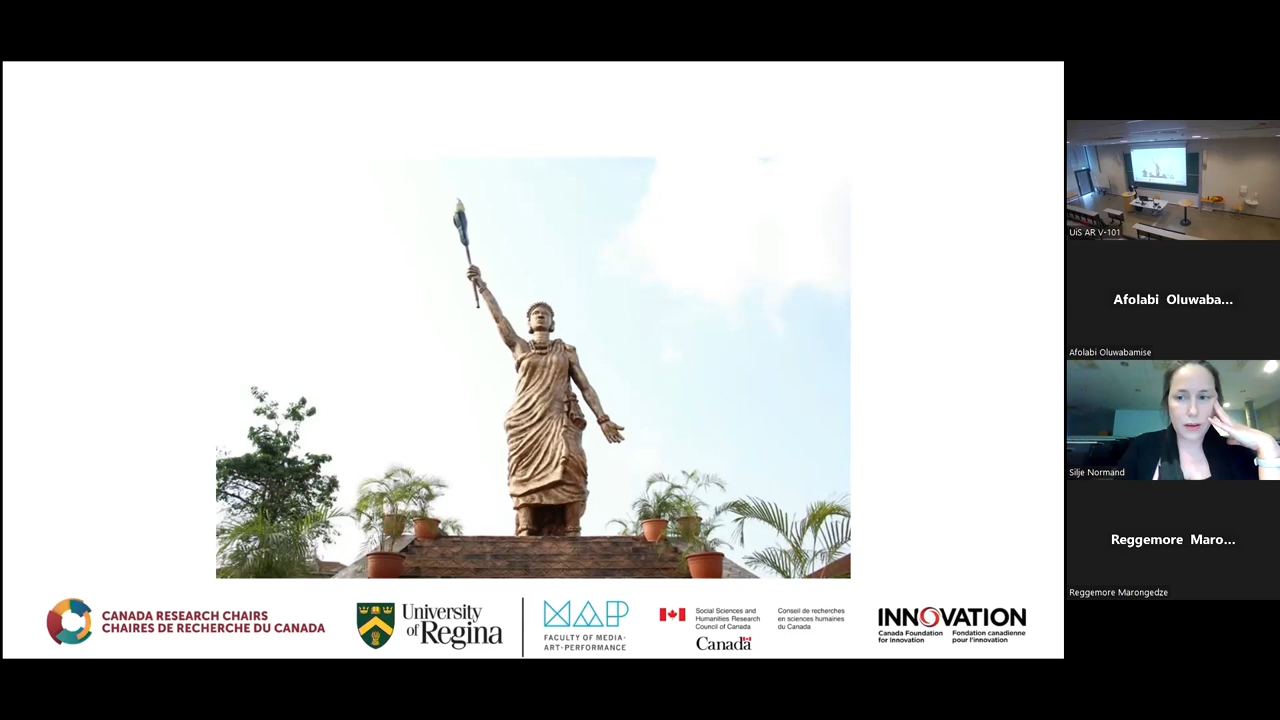 CANADA RESEARCH CHAIRS
CHAIRES DE RECHERCHE DU CANADA
University
of Regina
MAP
FACULTY OF MEDIA·
ART·PERFORMANCE
Social Sciences and
Humanities Research
Council of Canada
Conseil de recherches
en sciences humaines
du Canada
Canada
INNOVATION
Canada Foundation
for Innovation
Fondation canadienne
pour l'innovation
UiS AR V-101
Afolabi Oluwaba...
Afolabi Oluwabamise
Silje Normand
Reggemore Maro...
Reggemore Marongedze